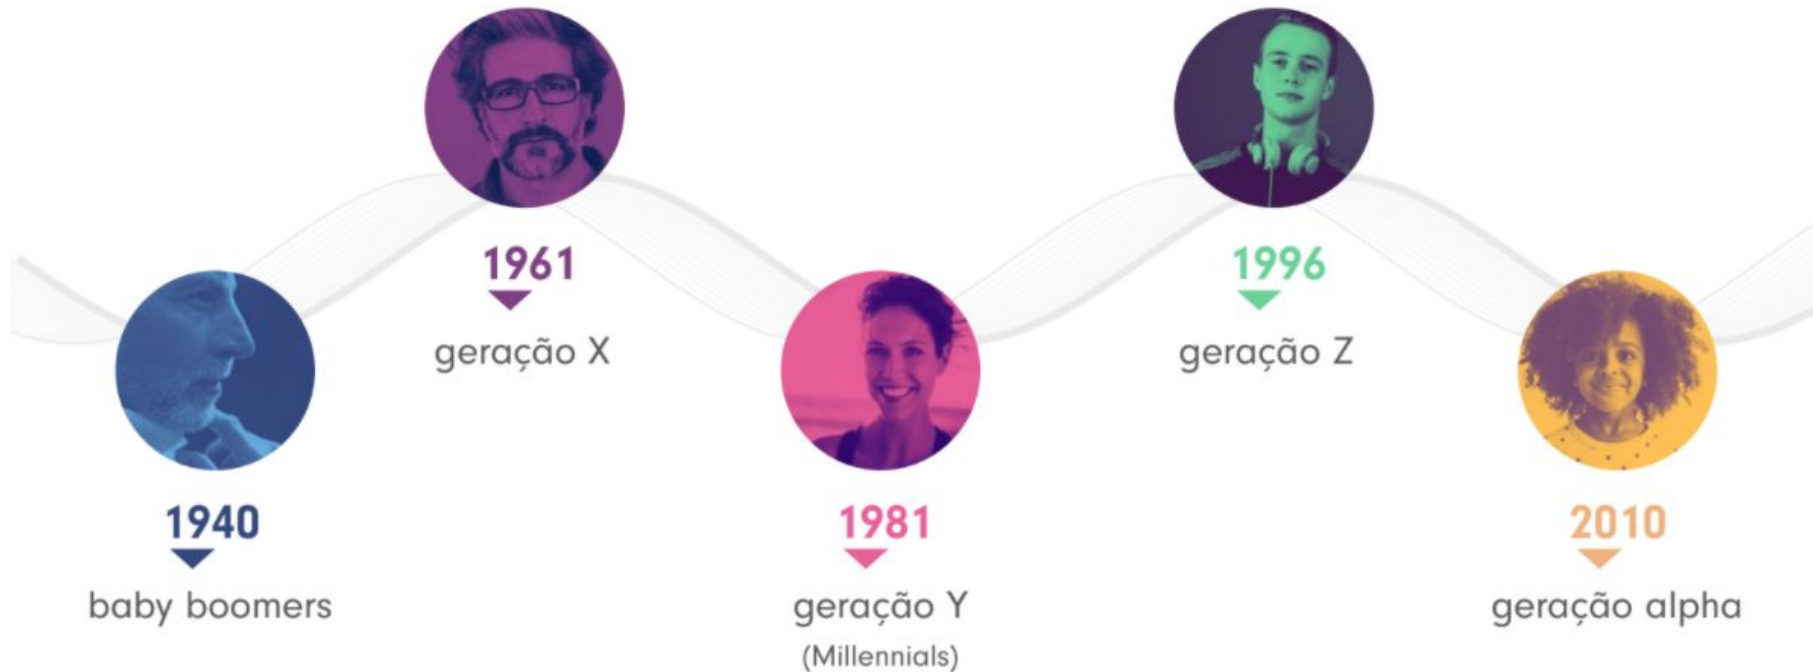 1940
baby boomers
1961
geração X
1981
geração Y
(Millennials)
1996
geração Z
2010
geração alpha